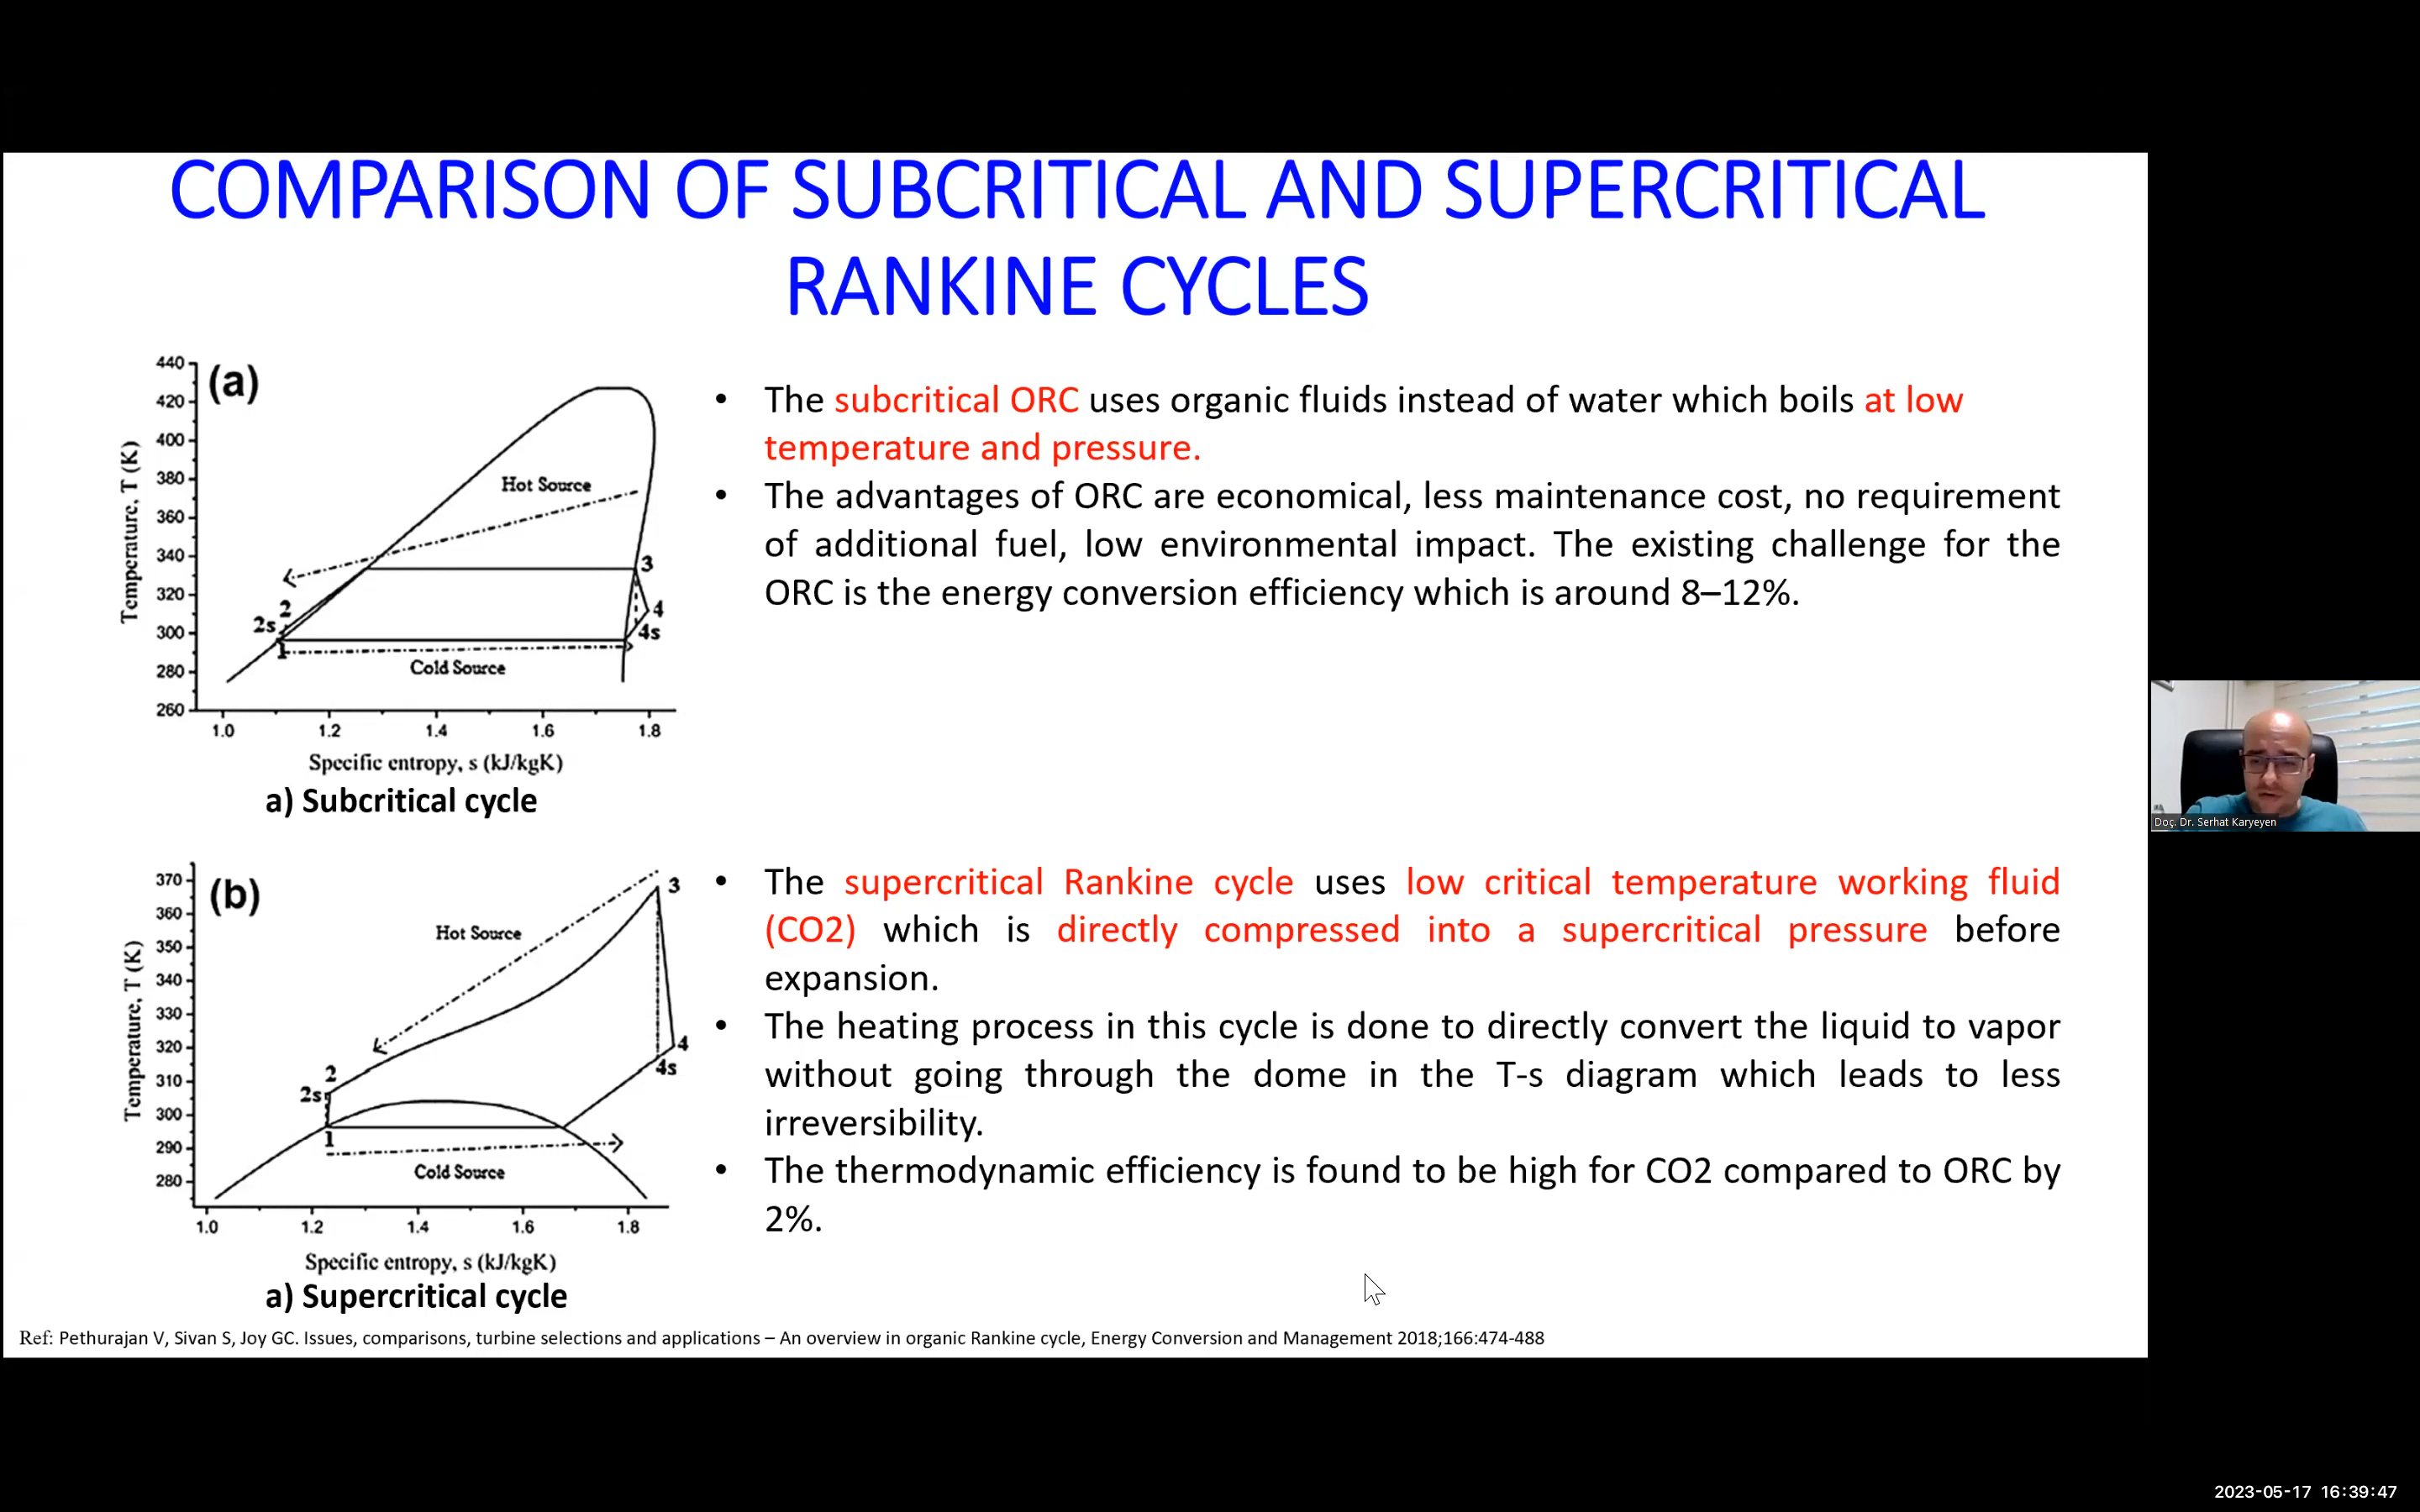 COMPARISON OF SUBCRITICAL AND SUPERCRITICAL
RANKINE CYCLES
(a)
440
420
400
380
360
340
320
300
280
260
Temperature, T (K)
Hot Source
3
2
4
2s
4s
1
Cold Source
1.0 1.2 1.4 1.6 1.8
Specific entropy, s (kJ/kgK)
a) Subcritical cycle
• The subcritical ORC uses organic fluids instead of water which boils at low
temperature and pressure.
• The advantages of ORC are economical, less maintenance cost, no requirement
of additional fuel, low environmental impact. The existing challenge for the
ORC is the energy conversion efficiency which is around 8–12%.
Doç. Dr. Serhat Karyeyen
(b)
370
360
350
340
330
320
310
300
290
280
Temperature, T (K)
3
Hot Source
4
4s
2
2s
1
Cold Source
1.0 1.2 1.4 1.6 1.8
Specific entropy, s (kJ/kgK)
a) Supercritical cycle
• The supercritical Rankine cycle uses low critical temperature working fluid
(CO2) which is directly compressed into a supercritical pressure before
expansion.
• The heating process in this cycle is done to directly convert the liquid to vapor
without going through the dome in the T-s diagram which leads to less
irreversibility.
• The thermodynamic efficiency is found to be high for CO2 compared to ORC by
2%.
Ref: Pethurajan V, Sivan S, Joy GC. Issues, comparisons, turbine selections and applications – An overview in organic Rankine cycle, Energy Conversion and Management 2018;166:474-488
2023-05-17 16:39:47